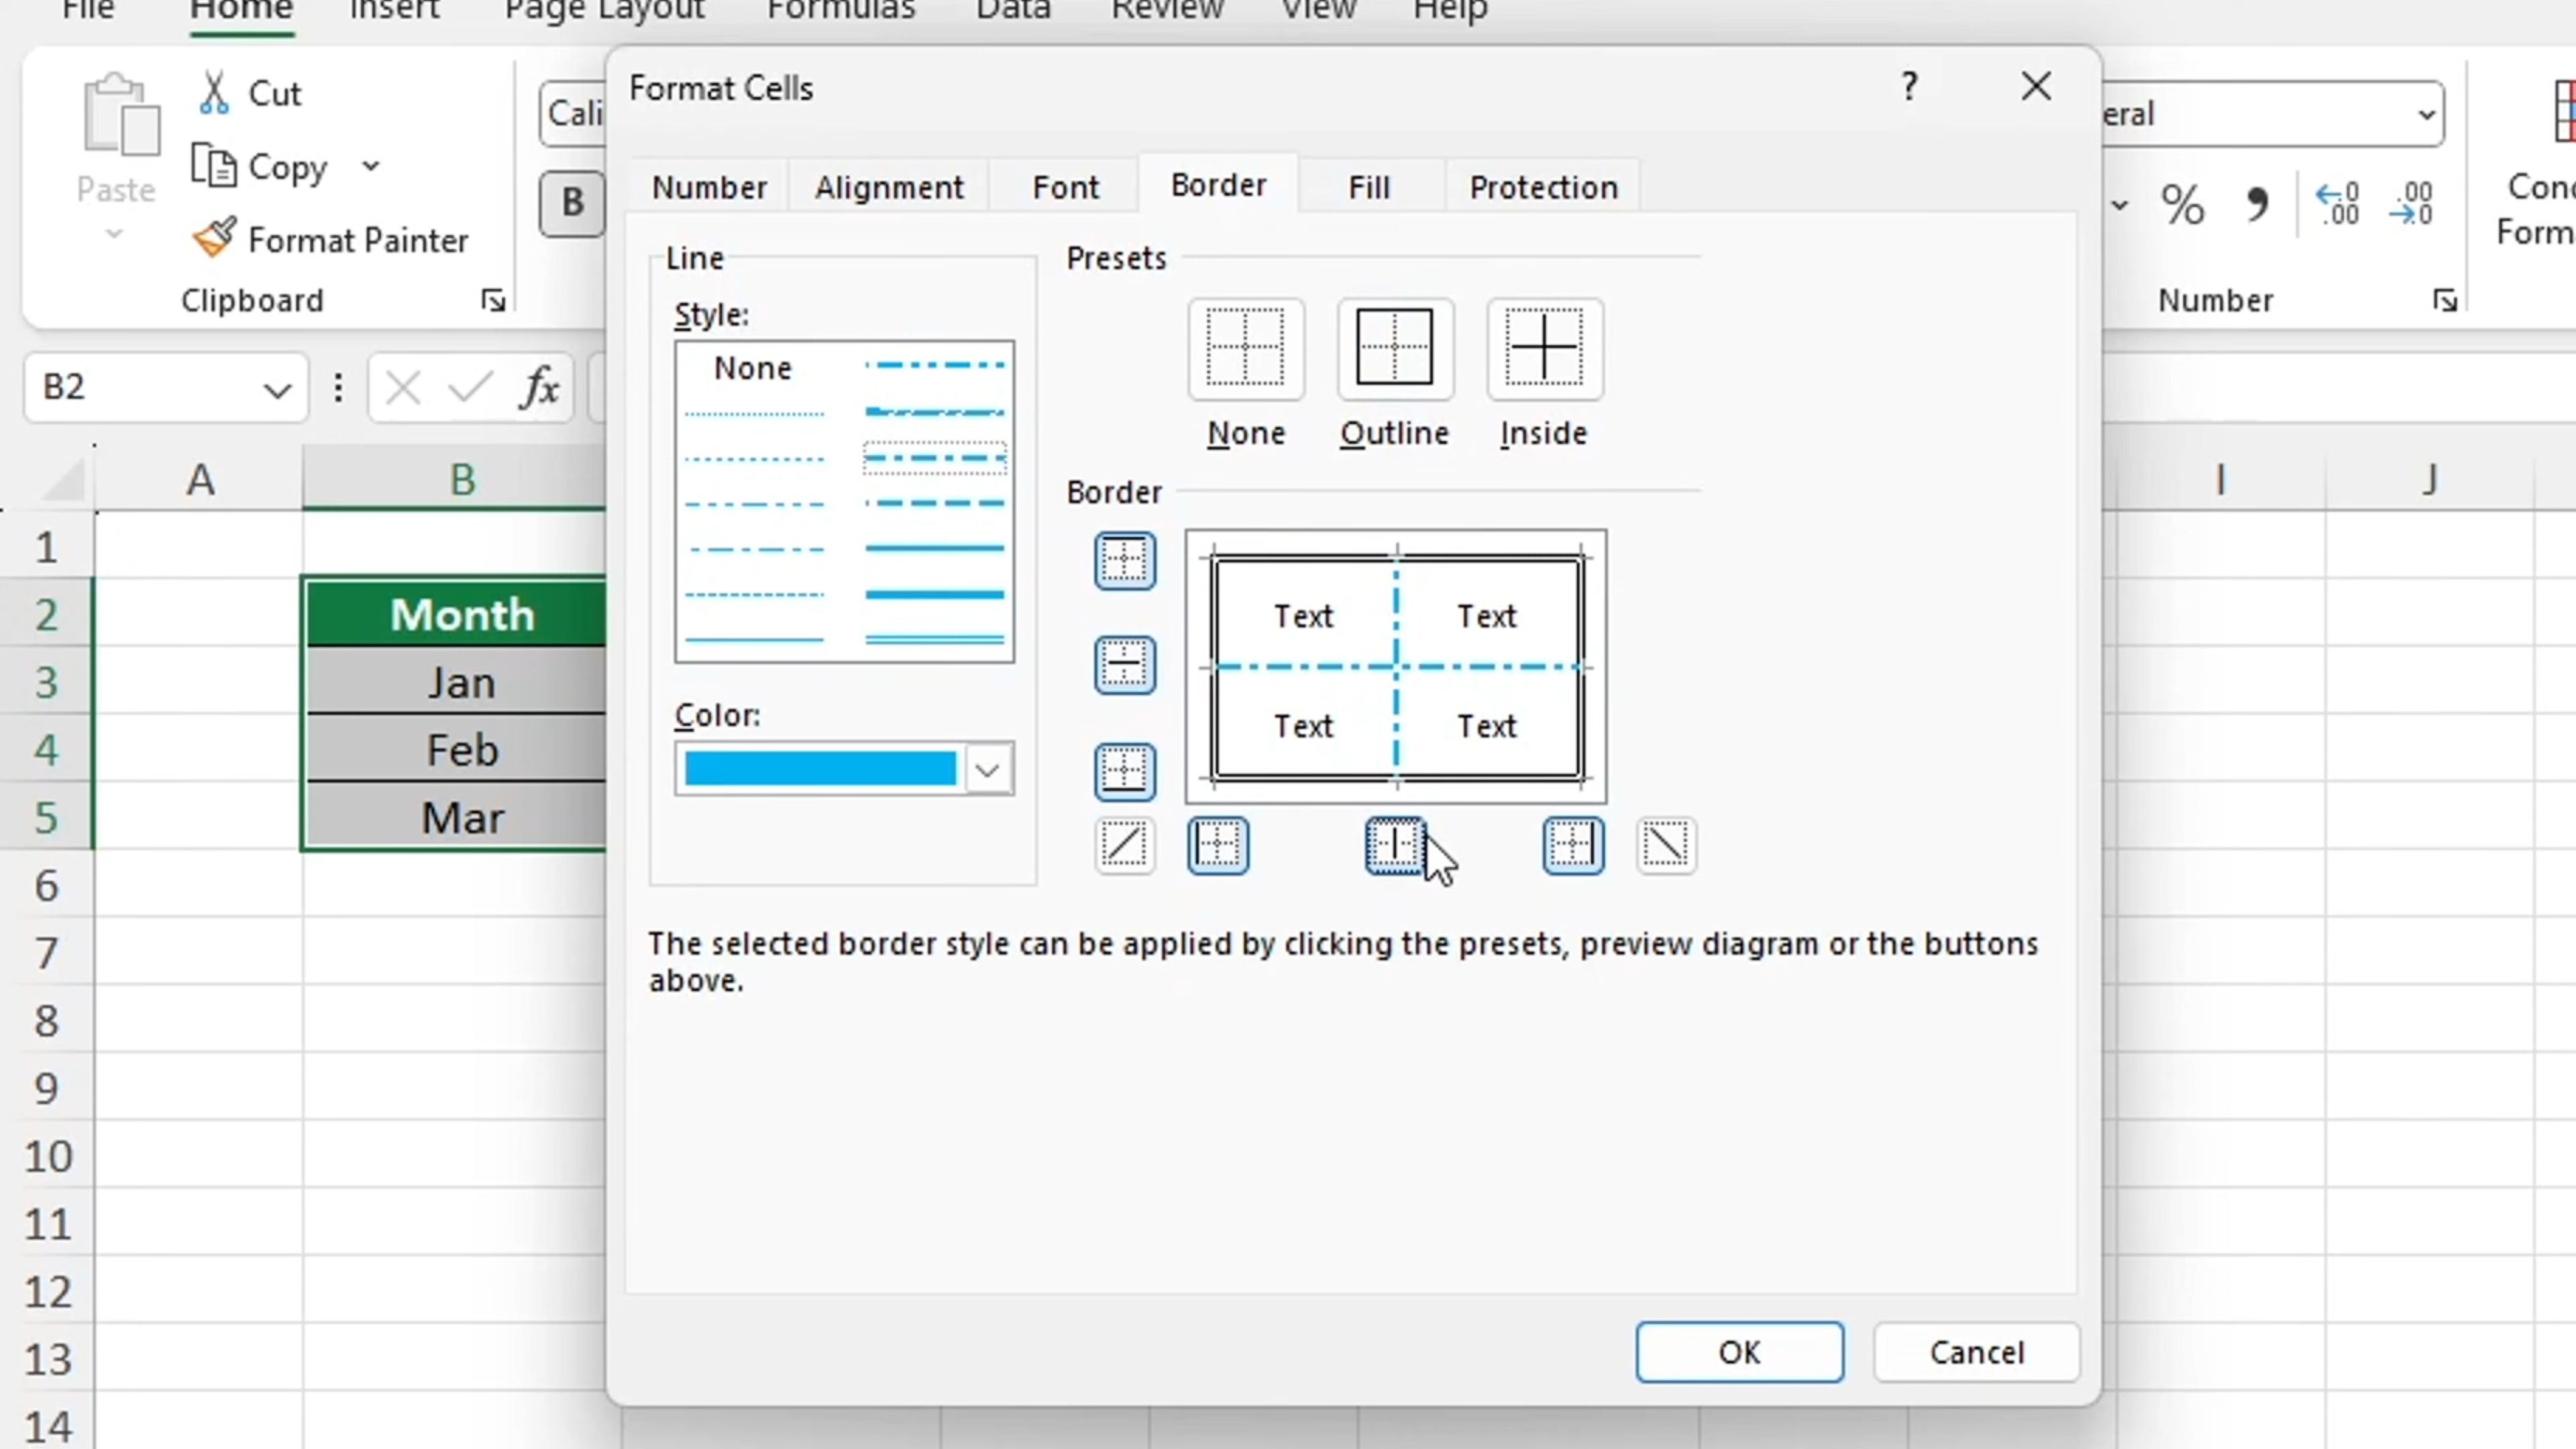 File Home Insert Page Layout Formulas Data Review View Help
Paste
Cut
Copy
Format Painter
Clipboard
B
%
.00
.00
.0
Number
B2
fx
A B I J
1
2 Month
3 Jan
4 Feb
5 Mar
6
7
8
9
10
11
12
13
14
Format Cells ?
Number Alignment Font Border Fill Protection
Line
Style:
None
Color:
Presets
None Outline Inside
Border
Text Text
Text Text
The selected border style can be applied by clicking the presets, preview diagram or the buttons
above.
OK Cancel